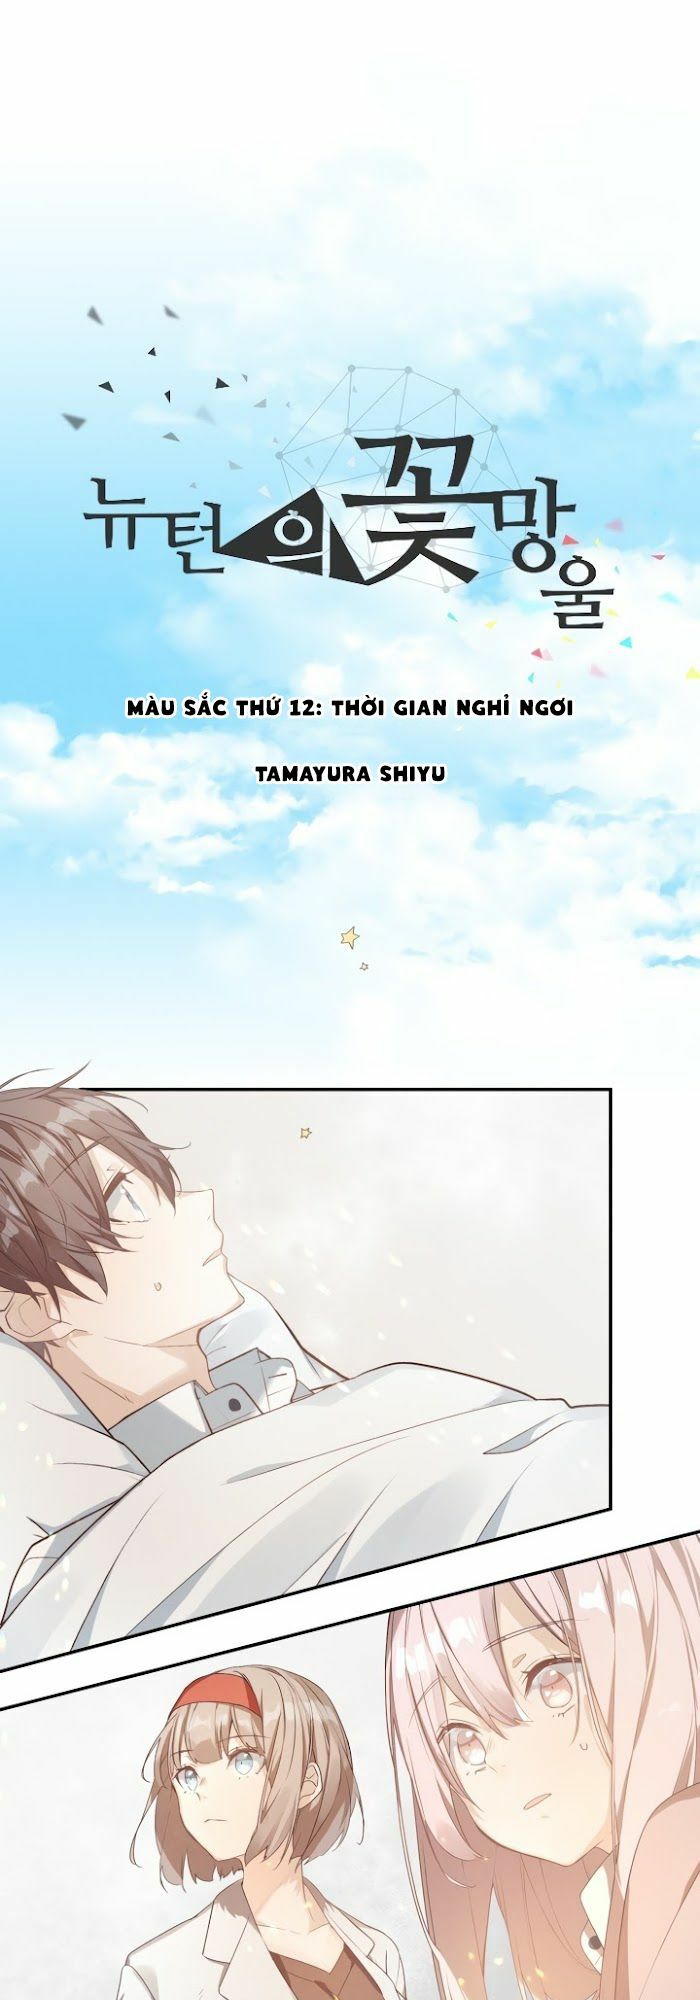 뉴턴의 꽃망울
MÀU SẮC THỨ 12: THỜI GIAN NGHỈ NGƠI
TAMAYURA SHIYU